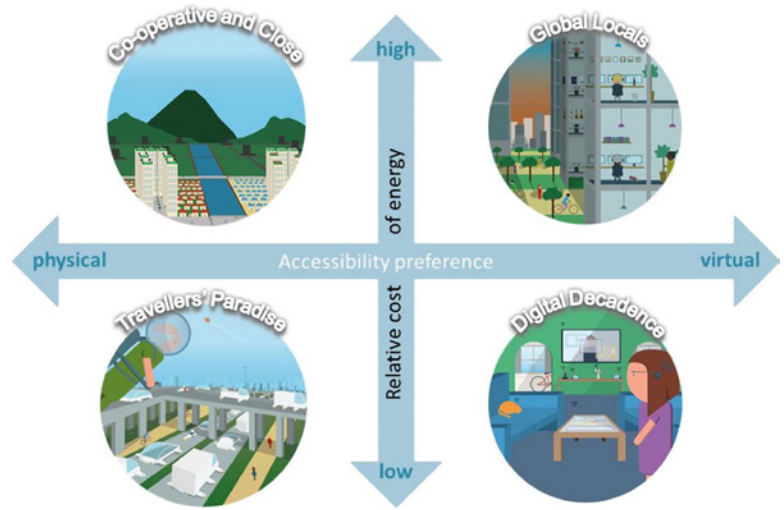 Co-operative and Close
high
Global Locals
of energy
physical
Accessibility preference
virtual
Travellers' Paradise
Relative cost
Digital Decadence
low